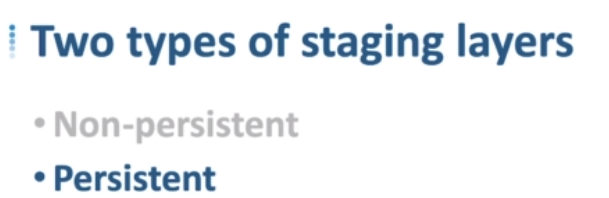 Two types of staging layers
• Non-persistent
• Persistent